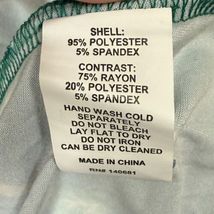 SHELL:
95% POLYESTER
5% SPANDEX
CONTRAST:
75% RAYON
20% POLYESTER
5% SPANDEX
HAND WASH COLD
SEPARATELY
DO NOT BLEACH
LAY FLAT TO DRY
DO NOT IRON
CAN BE DRY CLEANED
MADE IN CHINA
140681